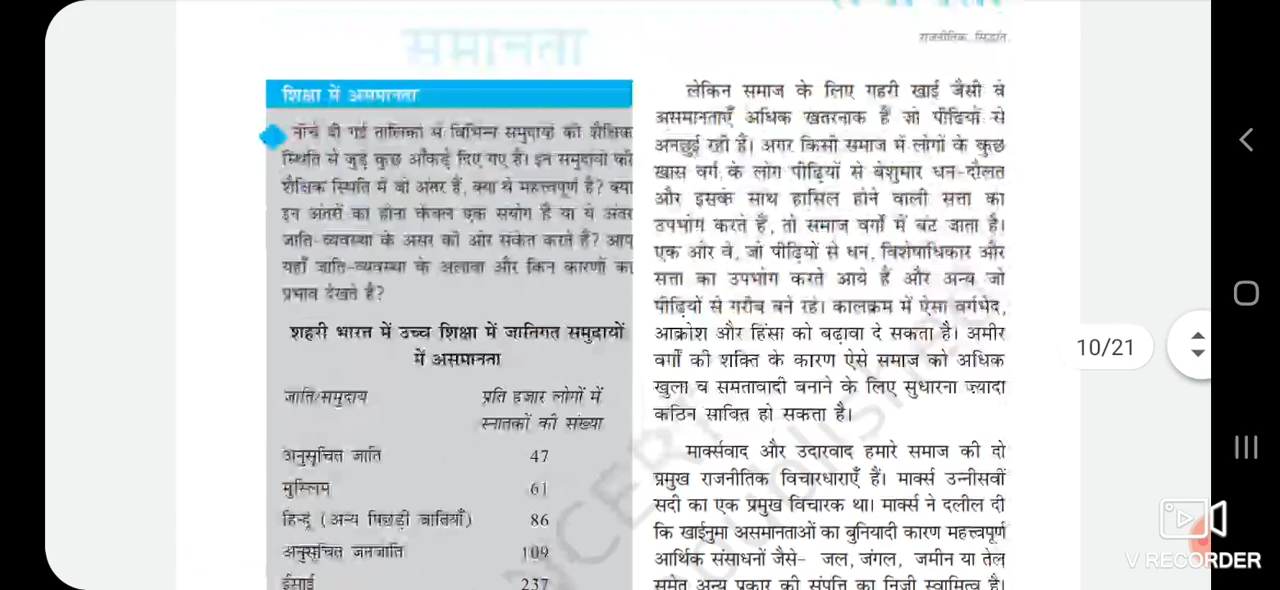 समानता
राजनीतिक सिद्धांत
शिक्षा में असमानता
नीचे दी गई तालिका में विभिन्न समुदायों की शैक्षिक
स्थिति से जुड़े कुछ आँकड़े दिए गए हैं। इन समुदायों की
शैक्षिक स्थिति में जो अंतर हैं, क्या ये महत्त्वपूर्ण है? क्या
इन अंतरों का होना केवल एक संयोग है या ये अंतर
जाति-व्यवस्था के असर की ओर संकेत करते हैं? आप
यहाँ जाति-व्यवस्था के अलावा और किन कारणों का
प्रभाव देखते हैं?
शहरी भारत में उच्च शिक्षा में जातिगत समुदायों
में असमानता
जाति/समुदाय प्रति हजार लोगों में
स्नातकों की संख्या
अनुसूचित जाति 47
मुस्लिम 61
हिन्दू (अन्य पिछड़ी जातियाँ) 86
अनुसूचित जनजाति 109
ईसाई 237
लेकिन समाज के लिए गहरी खाई जैसी वे
असमानताएँ अधिक खतरनाक हैं जो पीढ़ियों से
अनछुई रही हैं। अगर किसी समाज में लोगों के कुछ
खास वर्ग के लोग पीढ़ियों से बेशुमार धन-दौलत
और इसके साथ हासिल होने वाली सत्ता का
उपभोग करते हैं, तो समाज वर्गों में बंट जाता है।
एक ओर वे, जो पीढ़ियों से धन, विशेषाधिकार और
सत्ता का उपभोग करते आये हैं और अन्य जो
पीढ़ियों से गरीब बने रहे। कालक्रम में ऐसा वर्गभेद,
आक्रोश और हिंसा को बढ़ावा दे सकता है। अमीर
वर्गों की शक्ति के कारण ऐसे समाज को अधिक
खुला व समतावादी बनाने के लिए सुधारना ज़्यादा
कठिन साबित हो सकता है।
मार्क्सवाद और उदारवाद हमारे समाज की दो
प्रमुख राजनीतिक विचारधाराएँ हैं। मार्क्स उन्नीसवीं
सदी का एक प्रमुख विचारक था। मार्क्स ने दलील दी
कि खाईनुमा असमानताओं का बुनियादी कारण महत्त्वपूर्ण
आर्थिक संसाधनों जैसे- जल, जंगल, जमीन या तेल
समेत अन्य प्रकार की संपत्ति का निजी स्वामित्व है।
10/21
V RECORDER